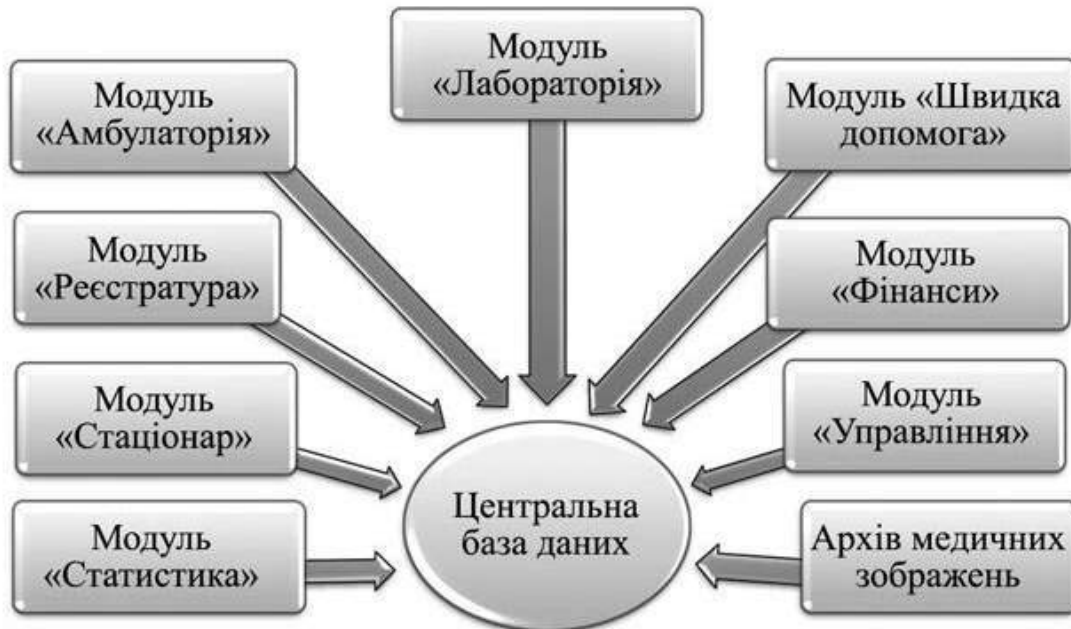 Модуль
«Лабораторія»
Модуль
«Амбулаторія»
Модуль «Швидка
допомога»
Модуль
«Реєстратура»
Модуль
«Фінанси»
Модуль
«Стаціонар»
Модуль
«Управління»
Центральна
база даних
Модуль
«Статистика»
Архів медичних
зображень